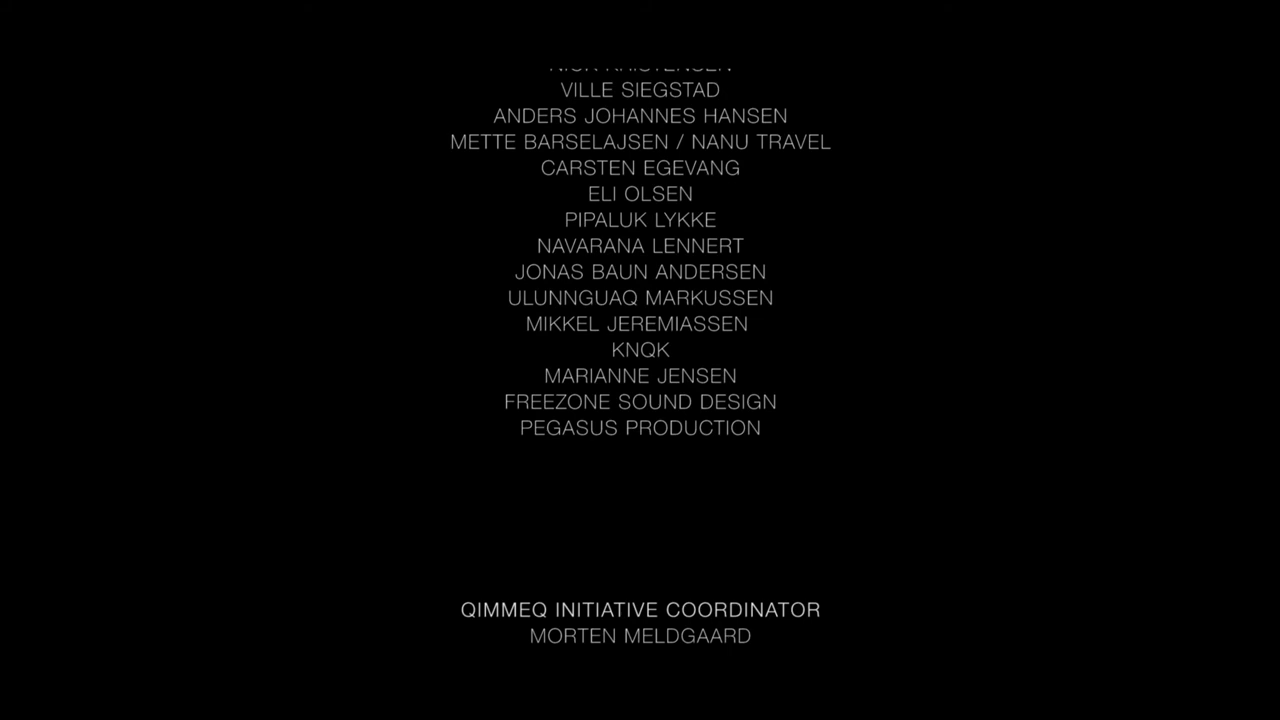 VILLE SIEGSTAD
ANDERS JOHANNES HANSEN
METTE BARSELAJSEN / NANU TRAVEL
CARSTEN EGEVANG
ELI OLSEN
PIPALUK LYKKE
NAVARANA LENNERT
JONAS BAUN ANDERSEN
ULUNNGUAQ MARKUSSEN
MIKKEL JEREMIASSEN
KNQK
MARIANNE JENSEN
FREEZONE SOUND DESIGN
PEGASUS PRODUCTION
QIMMEQ INITIATIVE COORDINATOR
MORTEN MELDGAARD